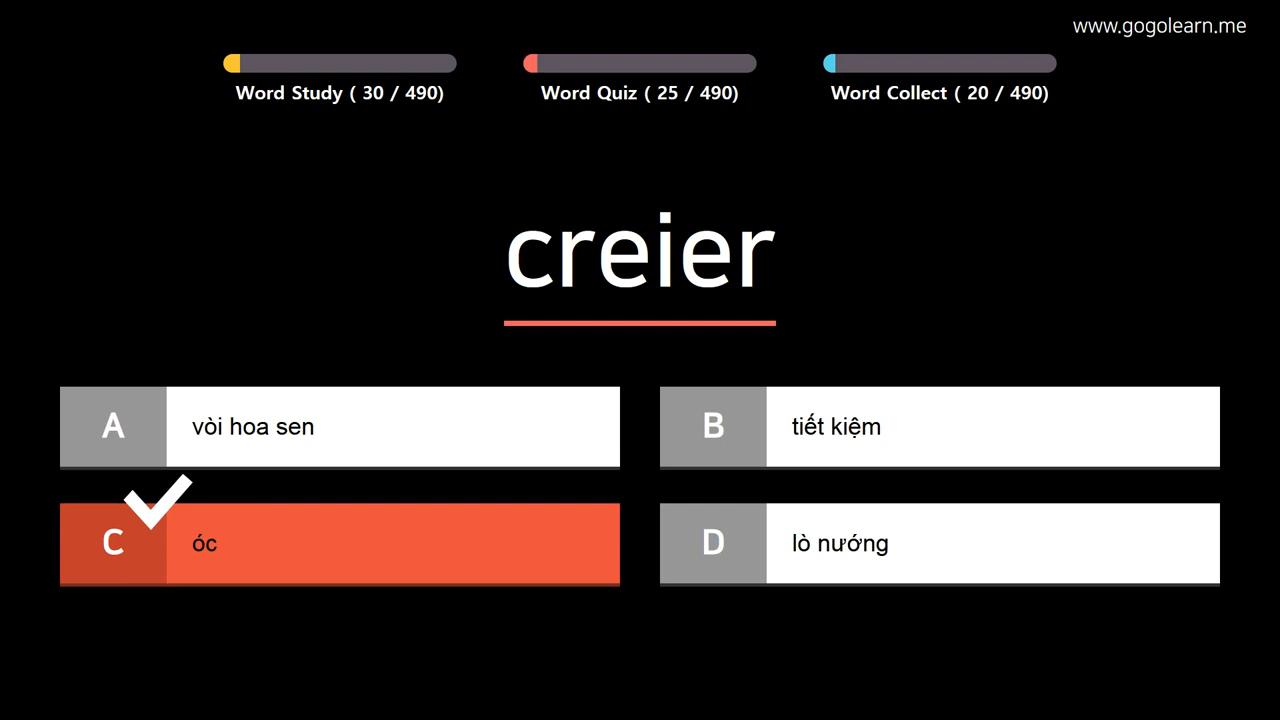 www.gogolearn.me
Word Study ( 30 / 490)
Word Quiz ( 25 / 490)
Word Collect ( 20 / 490)
creier
A vòi hoa sen
B tiết kiệm
C óc
D lò nướng